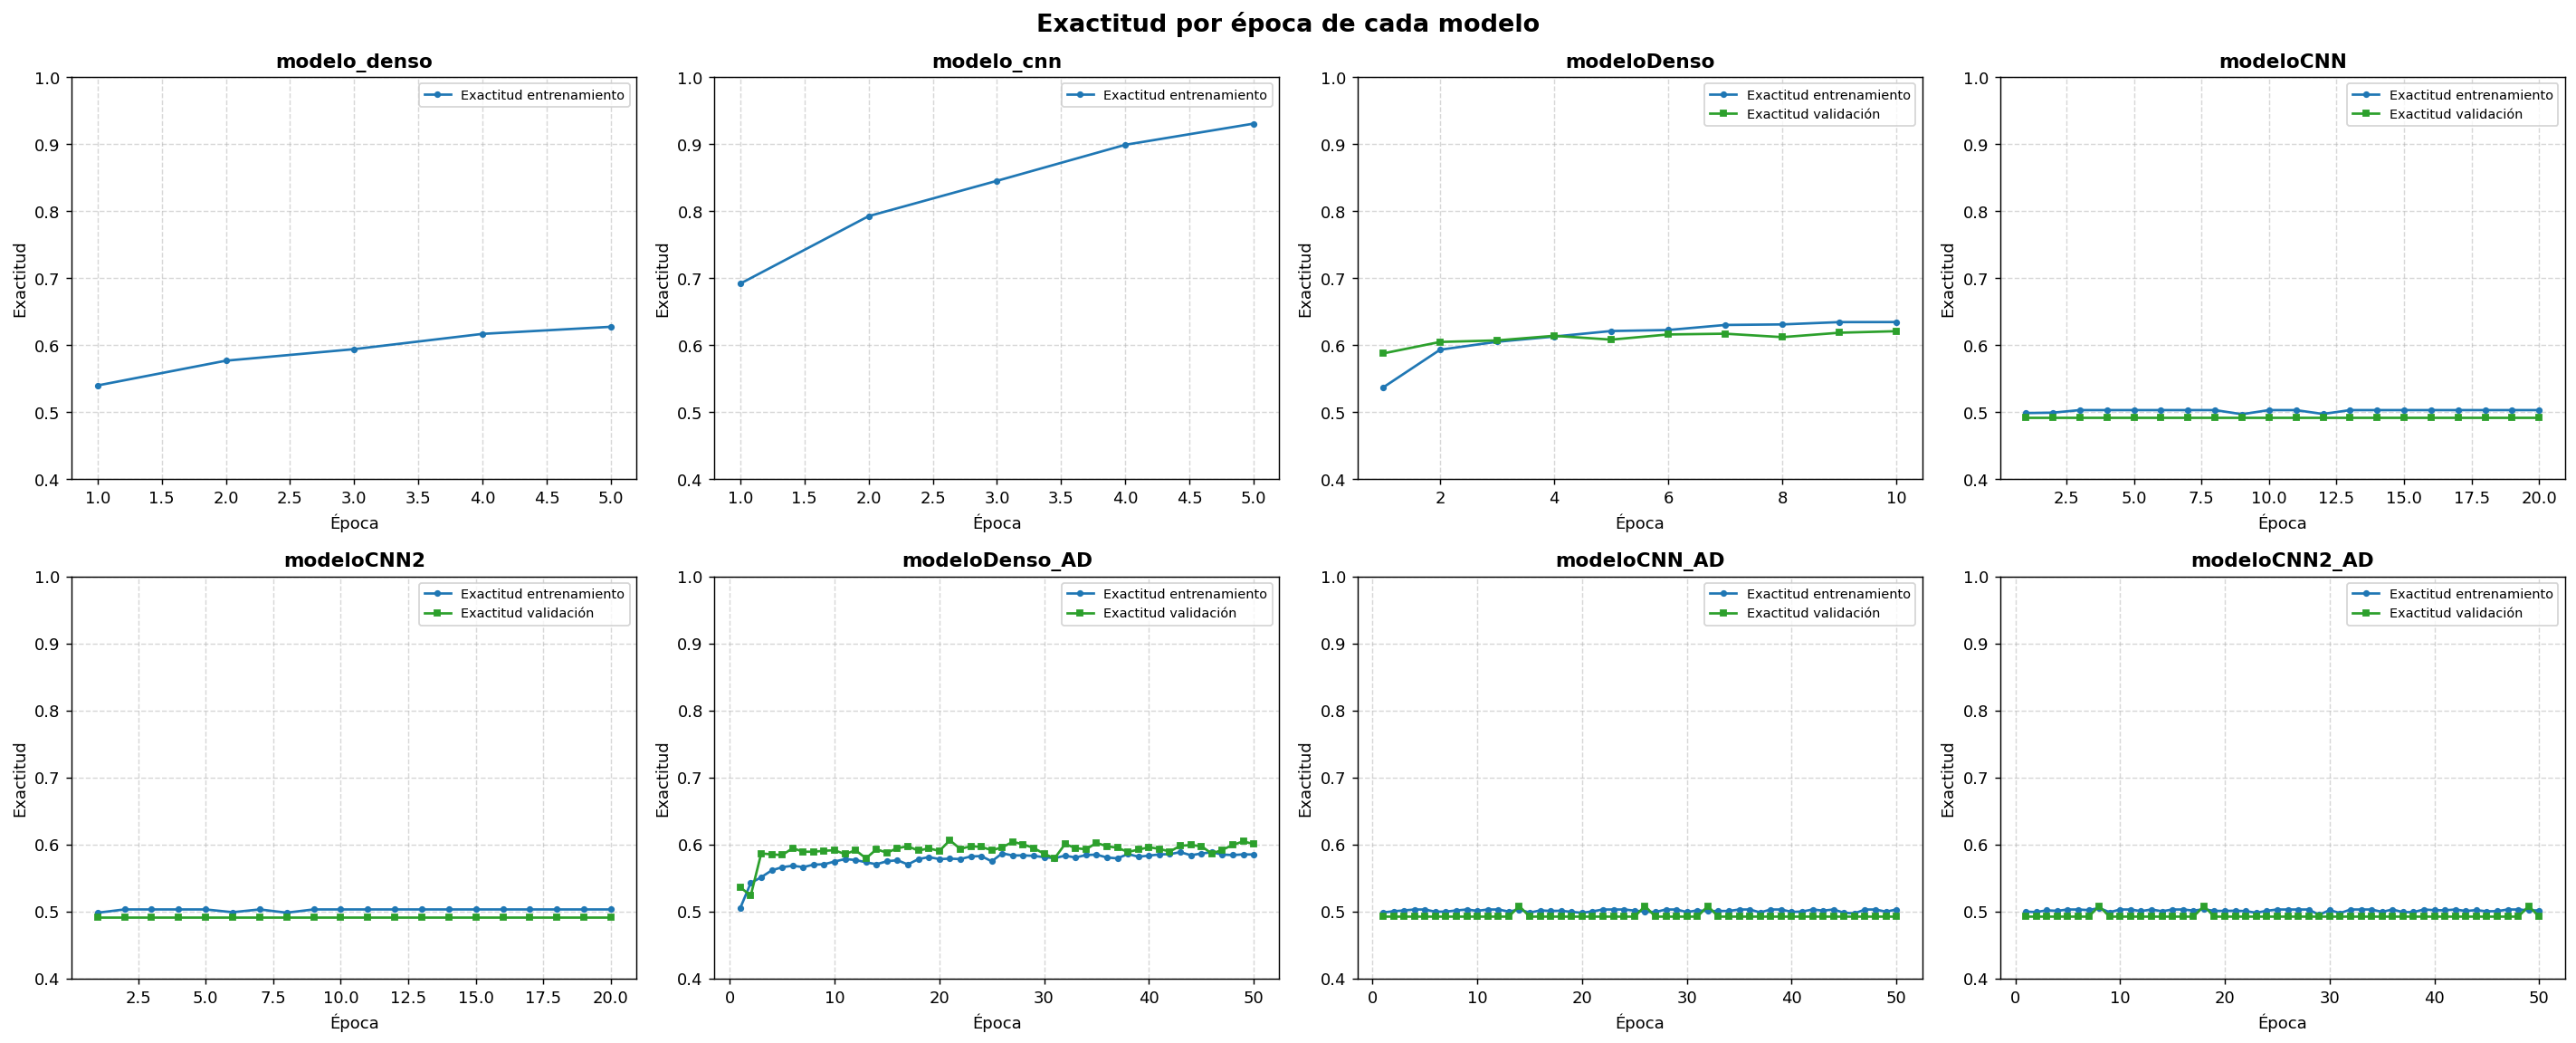 Exactitud por época de cada modelo
modelo_denso
Exactitud entrenamiento
1.0
0.9
0.8
0.7
0.6
0.5
0.4
Exactitud
1.0 1.5 2.0 2.5 3.0 3.5 4.0 4.5 5.0
Época
modelo_cnn
Exactitud entrenamiento
1.0
0.9
0.8
0.7
0.6
0.5
0.4
Exactitud
1.0 1.5 2.0 2.5 3.0 3.5 4.0 4.5 5.0
Época
modeloDenso
Exactitud entrenamiento
Exactitud validación
1.0
0.9
0.8
0.7
0.6
0.5
0.4
Exactitud
2 4 6 8 10
Época
modeloCNN
Exactitud entrenamiento
Exactitud validación
1.0
0.9
0.8
0.7
0.6
0.5
0.4
Exactitud
2.5 5.0 7.5 10.0 12.5 15.0 17.5 20.0
Época
modeloCNN2
Exactitud entrenamiento
Exactitud validación
1.0
0.9
0.8
0.7
0.6
0.5
0.4
Exactitud
2.5 5.0 7.5 10.0 12.5 15.0 17.5 20.0
Época
modeloDenso_AD
Exactitud entrenamiento
Exactitud validación
1.0
0.9
0.8
0.7
0.6
0.5
0.4
Exactitud
0 10 20 30 40 50
Época
modeloCNN_AD
Exactitud entrenamiento
Exactitud validación
1.0
0.9
0.8
0.7
0.6
0.5
0.4
Exactitud
0 10 20 30 40 50
Época
modeloCNN2_AD
Exactitud entrenamiento
Exactitud validación
1.0
0.9
0.8
0.7
0.6
0.5
0.4
Exactitud
0 10 20 30 40 50
Época